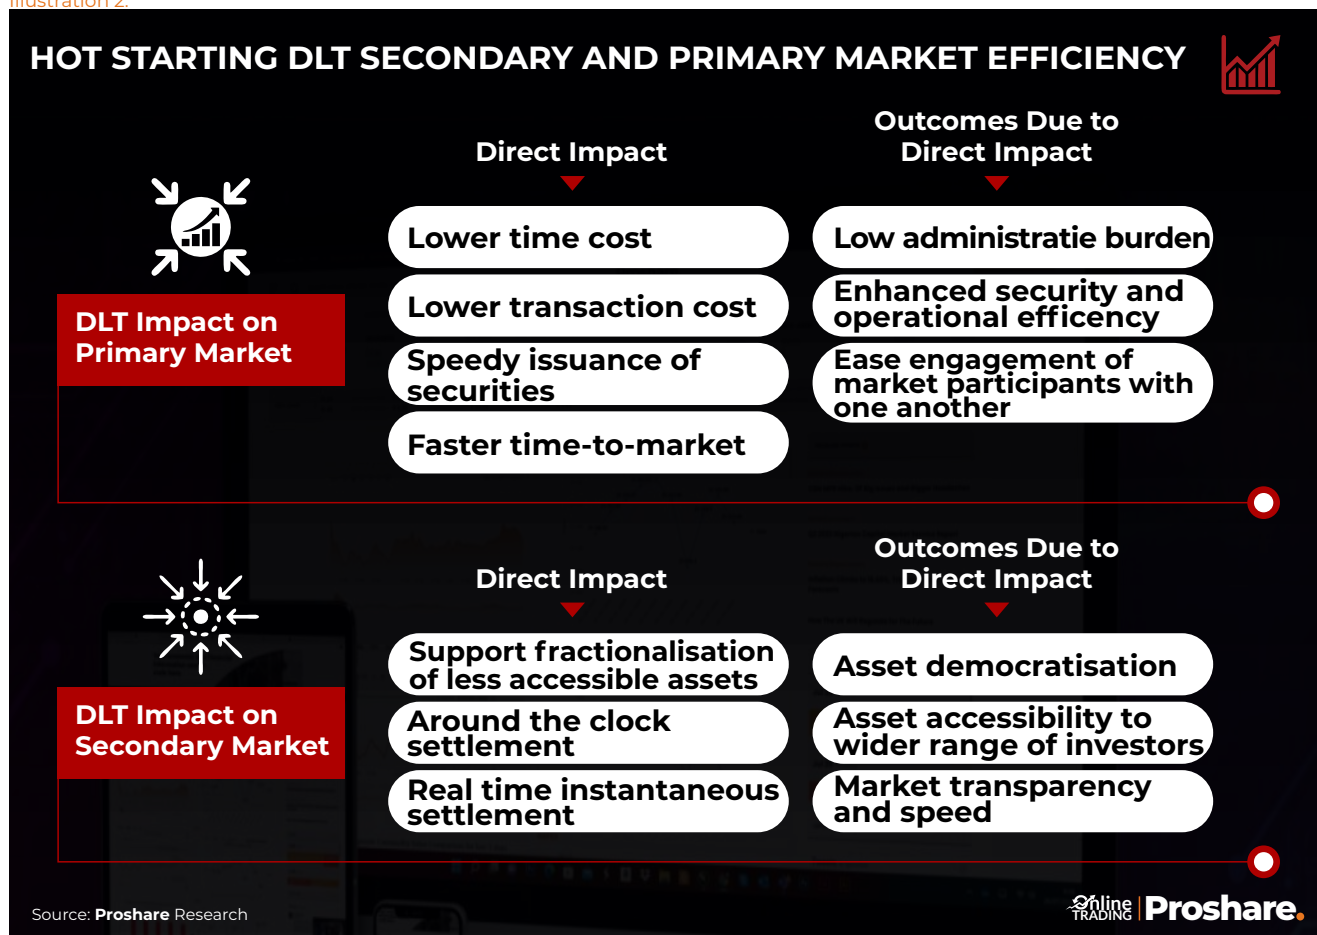 Illustration 2:
HOT STARTING DLT SECONDARY AND PRIMARY MARKET EFFICIENCY
Direct Impact
Outcomes Due to
Direct Impact
DLT Impact on
Primary Market
Lower time cost
Lower transaction cost
Speedy issuance of
securities
Faster time-to-market
Low administratie burden
Enhanced security and
operational efficency
Ease engagement of
market participants with
one another
Direct Impact
Outcomes Due to
Direct Impact
DLT Impact on
Secondary Market
Support fractionalisation
of less accessible assets
Around the clock
settlement
Real time instantaneous
settlement
Asset democratisation
Asset accessibility to
wider range of investors
Market transparency
and speed
Source: Proshare Research
Online
TRADING
Proshare.